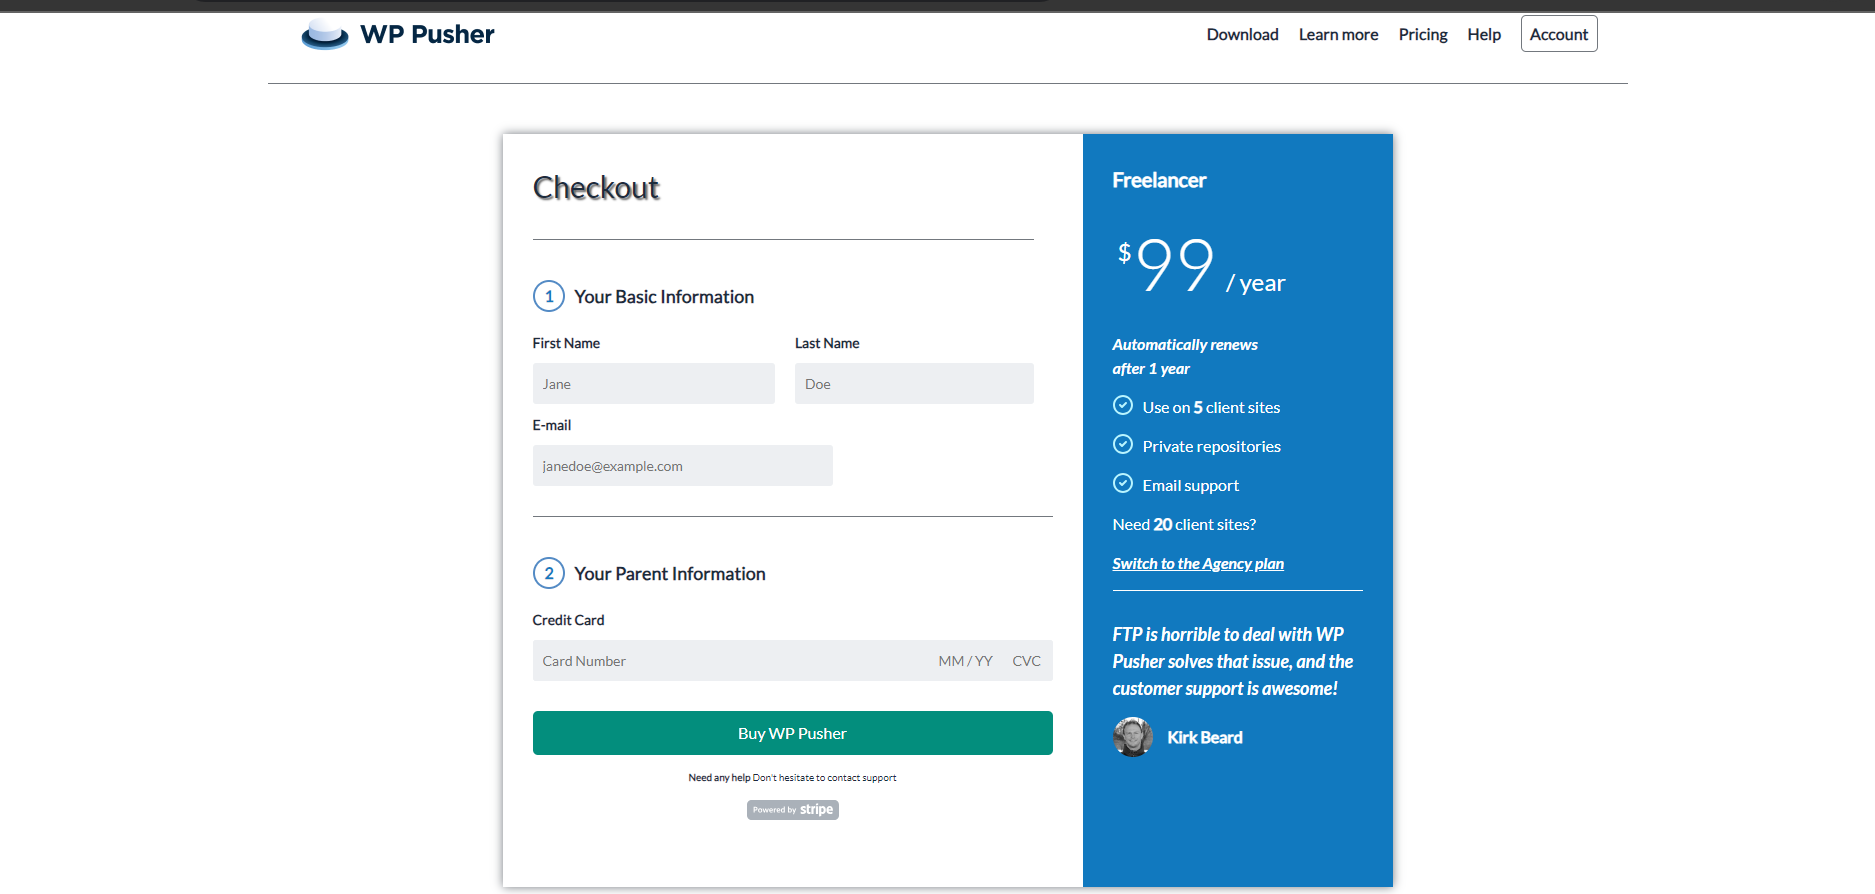 WP Pusher
Download Learn more Pricing Help Account
Checkout
1 Your Basic Information
First Name Last Name
Jane Doe
E-mail
janedoe@example.com
2 Your Parent Information
Credit Card
Card Number MM / YY CVC
Buy WP Pusher
Need any help Don't hesitate to contact support
Powered by stripe
Freelancer
$99 / year
Automatically renews
after 1 year
Use on 5 client sites
Private repositories
Email support
Need 20 client sites?
Switch to the Agency plan
FTP is horrible to deal with WP
Pusher solves that issue, and the
customer support is awesome!
Kirk Beard